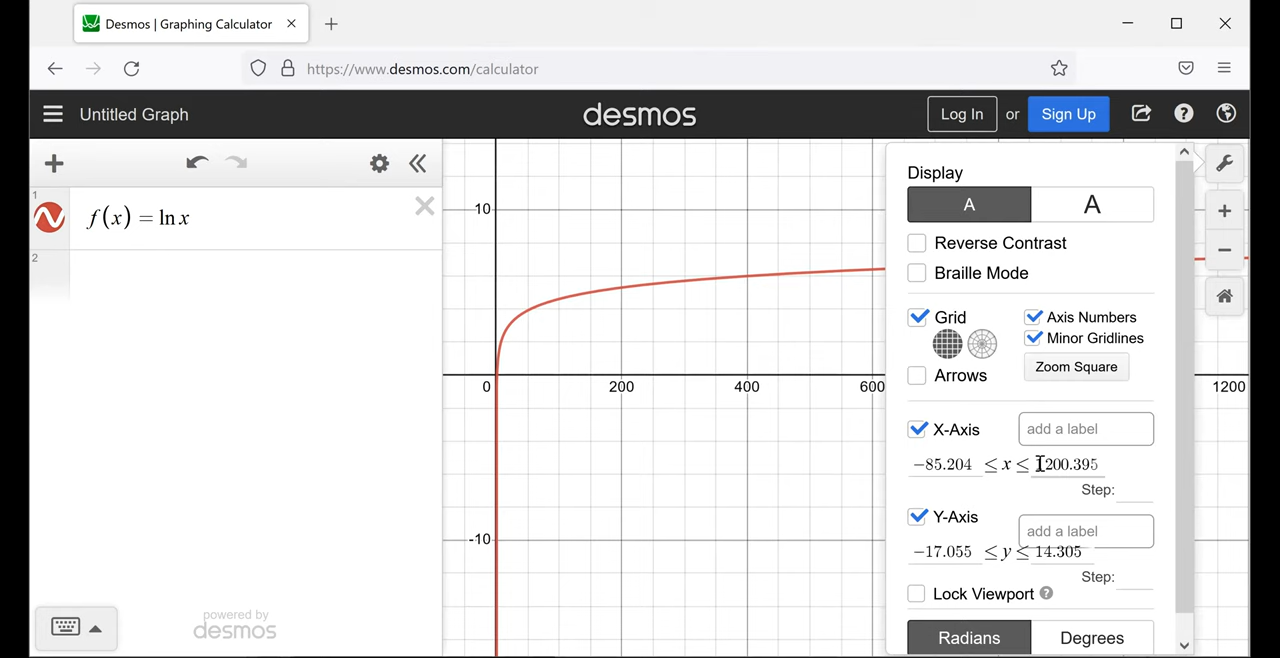 Desmos | Graphing Calculator
https://www.desmos.com/calculator
Untitled Graph
desmos
Log In or Sign Up
1
f(x) = ln x
2
powered by
desmos
10
0
200
400
600
1200
-10
Display
A A
Reverse Contrast
Braille Mode
Grid
Axis Numbers
Minor Gridlines
Zoom Square
Arrows
X-Axis add a label
−85.204 ≤ x ≤ 1200.395
Step:
Y-Axis add a label
−17.055 ≤ y ≤ 14.305
Step:
Lock Viewport ?
Radians Degrees